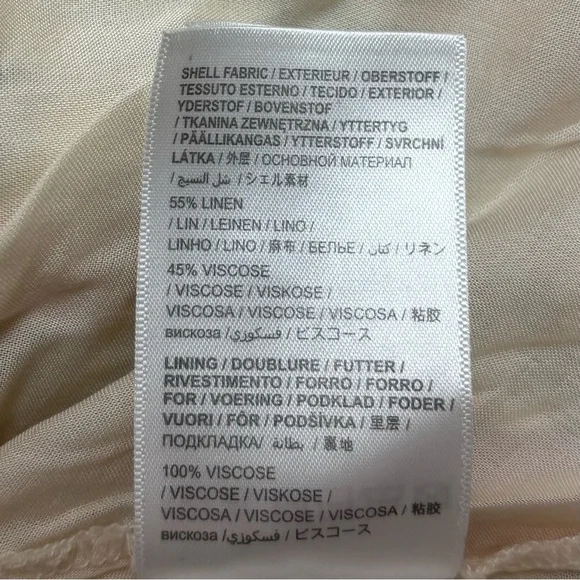 SHELL FABRIC / EXTERIEUR / OBERSTOFF /
TESSUTO ESTERNO / TECIDO / EXTERIOR /
YDERSTOF / BOVENSTOF
/ TKANINA ZEWNĘTRZNA / YTTERTYG
/ PÄÄLLIKANGAS / YTTERSTOFF / SVRCHNÍ
LÁTKA / 外层 / ОСНОВНОЙ МАТЕРИАЛ
/ شل النسيج / シェル素材
55% LINEN
/ LIN / LEINEN / LINO /
LINHO / LINO / 麻布 / БЕЛЬЕ / كتان / リネン
45% VISCOSE
/ VISCOSE / VISKOSE /
VISCOSA / VISCOSE / VISCOSA / 粘胶
вискоза / فسكوزي / ビスコース
LINING / DOUBLURE / FUTTER /
RIVESTIMENTO / FORRO / FORRO /
FOR / VOERING / PODKLAD / FODER /
VUORI / FÔR / PODŠÍVKA / 里层 /
ПОДКЛАДКА/ بطانة / 裏地
100% VISCOSE
/ VISCOSE / VISKOSE /
VISCOSA / VISCOSE / VISCOSA / 粘胶
вискоза / فسكوزي / ビスコース